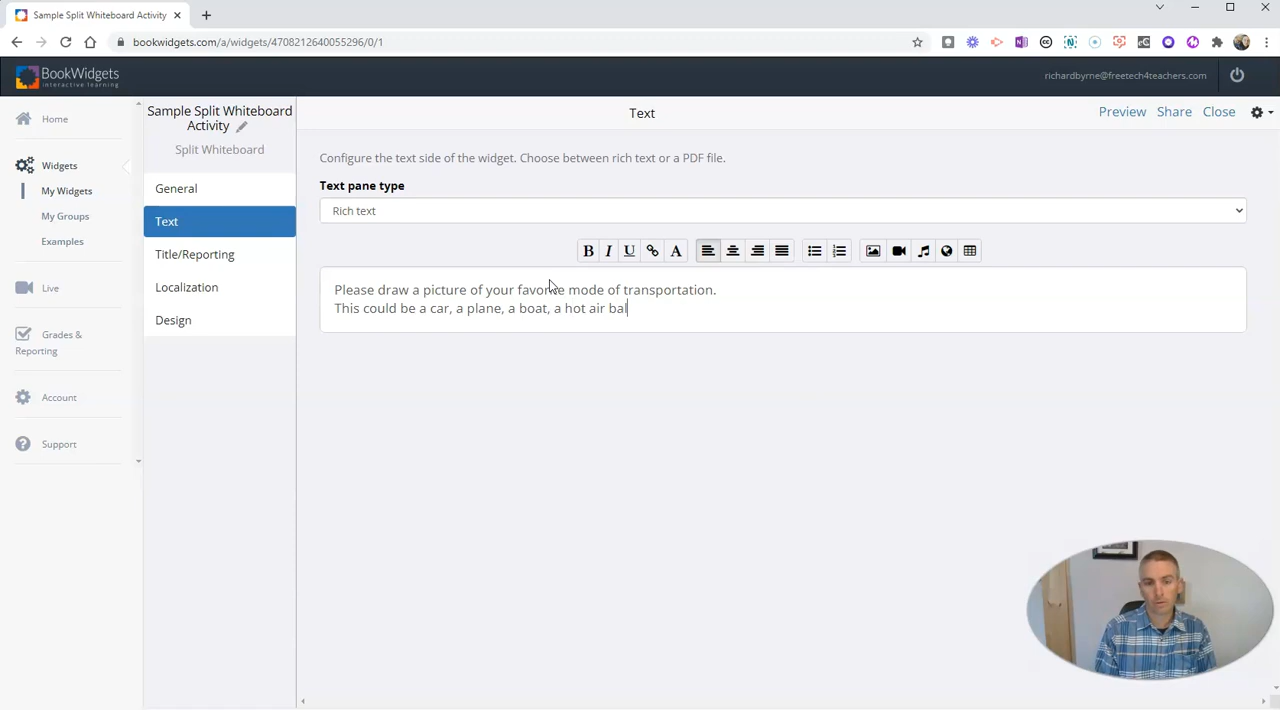 Sample Split Whiteboard Activity
bookwidgets.com/a/widgets/4708212640055296/0/1
BookWidgets
interactive learning
richardbyrne@freetech4teachers.com
Home
Widgets
My Widgets
My Groups
Examples
Live
Grades &
Reporting
Account
Support
Sample Split Whiteboard
Activity
Split Whiteboard
General
Text
Title/Reporting
Localization
Design
Text
Preview Share Close
Configure the text side of the widget. Choose between rich text or a PDF file.
Text pane type
Rich text
B I U A
Please draw a picture of your favorite mode of transportation.
This could be a car, a plane, a boat, a hot air bal